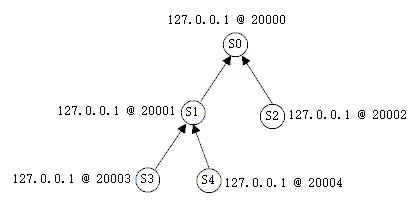 127.0.0.1 @ 20000
S0
127.0.0.1 @ 20001
S1
S2
127.0.0.1 @ 20002
127.0.0.1 @ 20003
S3
S4
127.0.0.1 @ 20004